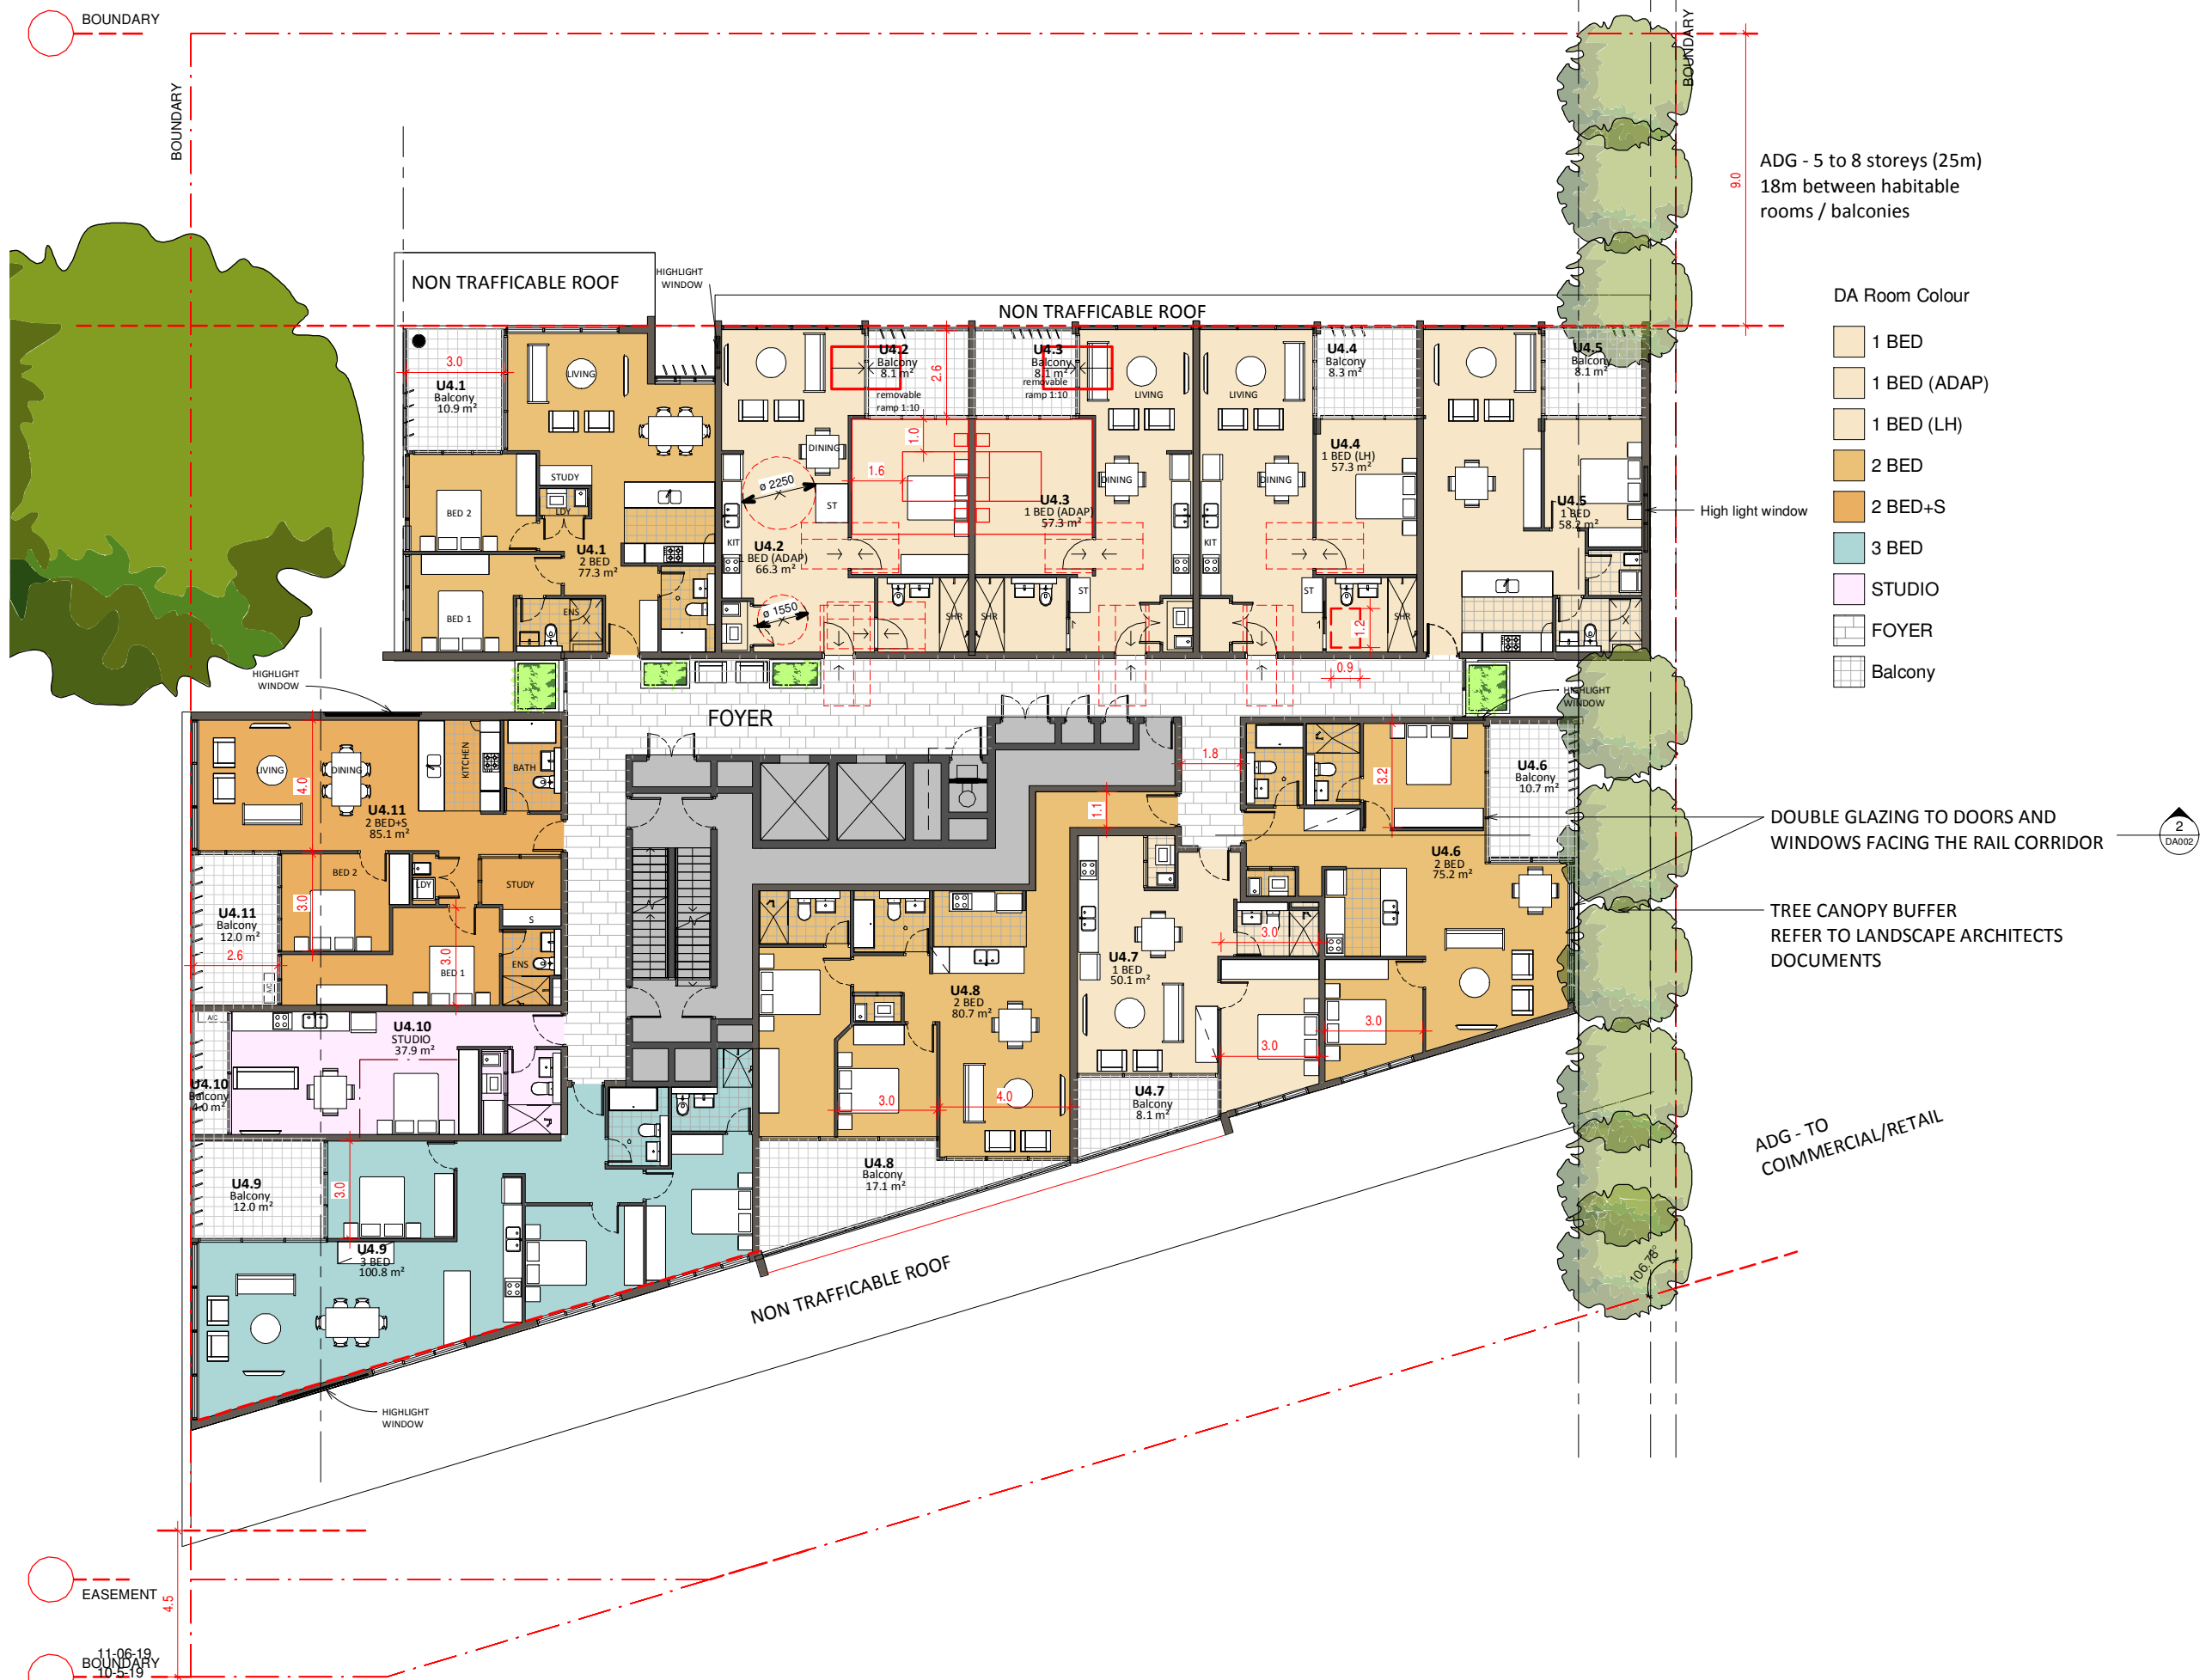 BOUNDARY
BOUNDARY
BOUNDARY
9.0
ADG - 5 to 8 storeys (25m)
18m between habitable
rooms / balconies
DA Room Colour
1 BED
1 BED (ADAP)
1 BED (LH)
2 BED
2 BED+S
3 BED
STUDIO
FOYER
Balcony
NON TRAFFICABLE ROOF
HIGHLIGHT
WINDOW
NON TRAFFICABLE ROOF
3.0
U4.1
Balcony
10.9 m²
LIVING
STUDY
LDY
BED 2
U4.1
2 BED
77.3 m²
BED 1
ENS
U4.2
Balcony
8.1 m²
removable
ramp 1:10
2.6
DINING
1.0
1.6
ø 2250
ST
KIT
U4.2
1 BED (ADAP)
66.3 m²
ø 1550
SHR
U4.3
Balcony
8.1 m²
removable
ramp 1:10
LIVING
DINING
U4.3
1 BED (ADAP)
57.3 m²
ST
SHR
U4.4
Balcony
8.3 m²
LIVING
U4.4
1 BED (LH)
57.3 m²
DINING
KIT
ST
SHR
1.2
0.9
U4.5
Balcony
8.1 m²
U4.5
1 BED
58.2 m²
High light window
HIGHLIGHT
WINDOW
HIGHLIGHT
WINDOW
FOYER
LIVING
DINING
KITCHEN
BATH
4.0
U4.11
2 BED+S
85.1 m²
BED 2
LDY
STUDY
S
3.0
U4.11
Balcony
12.0 m²
2.6
A/C
3.0
BED 1
ENS
1.8
1.1
3.2
U4.6
Balcony
10.7 m²
U4.6
2 BED
75.2 m²
DOUBLE GLAZING TO DOORS AND
WINDOWS FACING THE RAIL CORRIDOR
2
DA002
TREE CANOPY BUFFER
REFER TO LANDSCAPE ARCHITECTS
DOCUMENTS
3.0
U4.7
1 BED
50.1 m²
3.0
3.0
U4.8
2 BED
80.7 m²
3.0
4.0
U4.7
Balcony
8.1 m²
A/C
U4.10
STUDIO
37.9 m²
U4.10
Balcony
4.0 m²
U4.9
Balcony
12.0 m²
3.0
U4.9
3 BED
100.8 m²
U4.8
Balcony
17.1 m²
ADG - TO
COIMMERCIAL/RETAIL
106.78°
NON TRAFFICABLE ROOF
HIGHLIGHT
WINDOW
EASEMENT
4.5
11-06-19
BOUNDARY
10-5-19